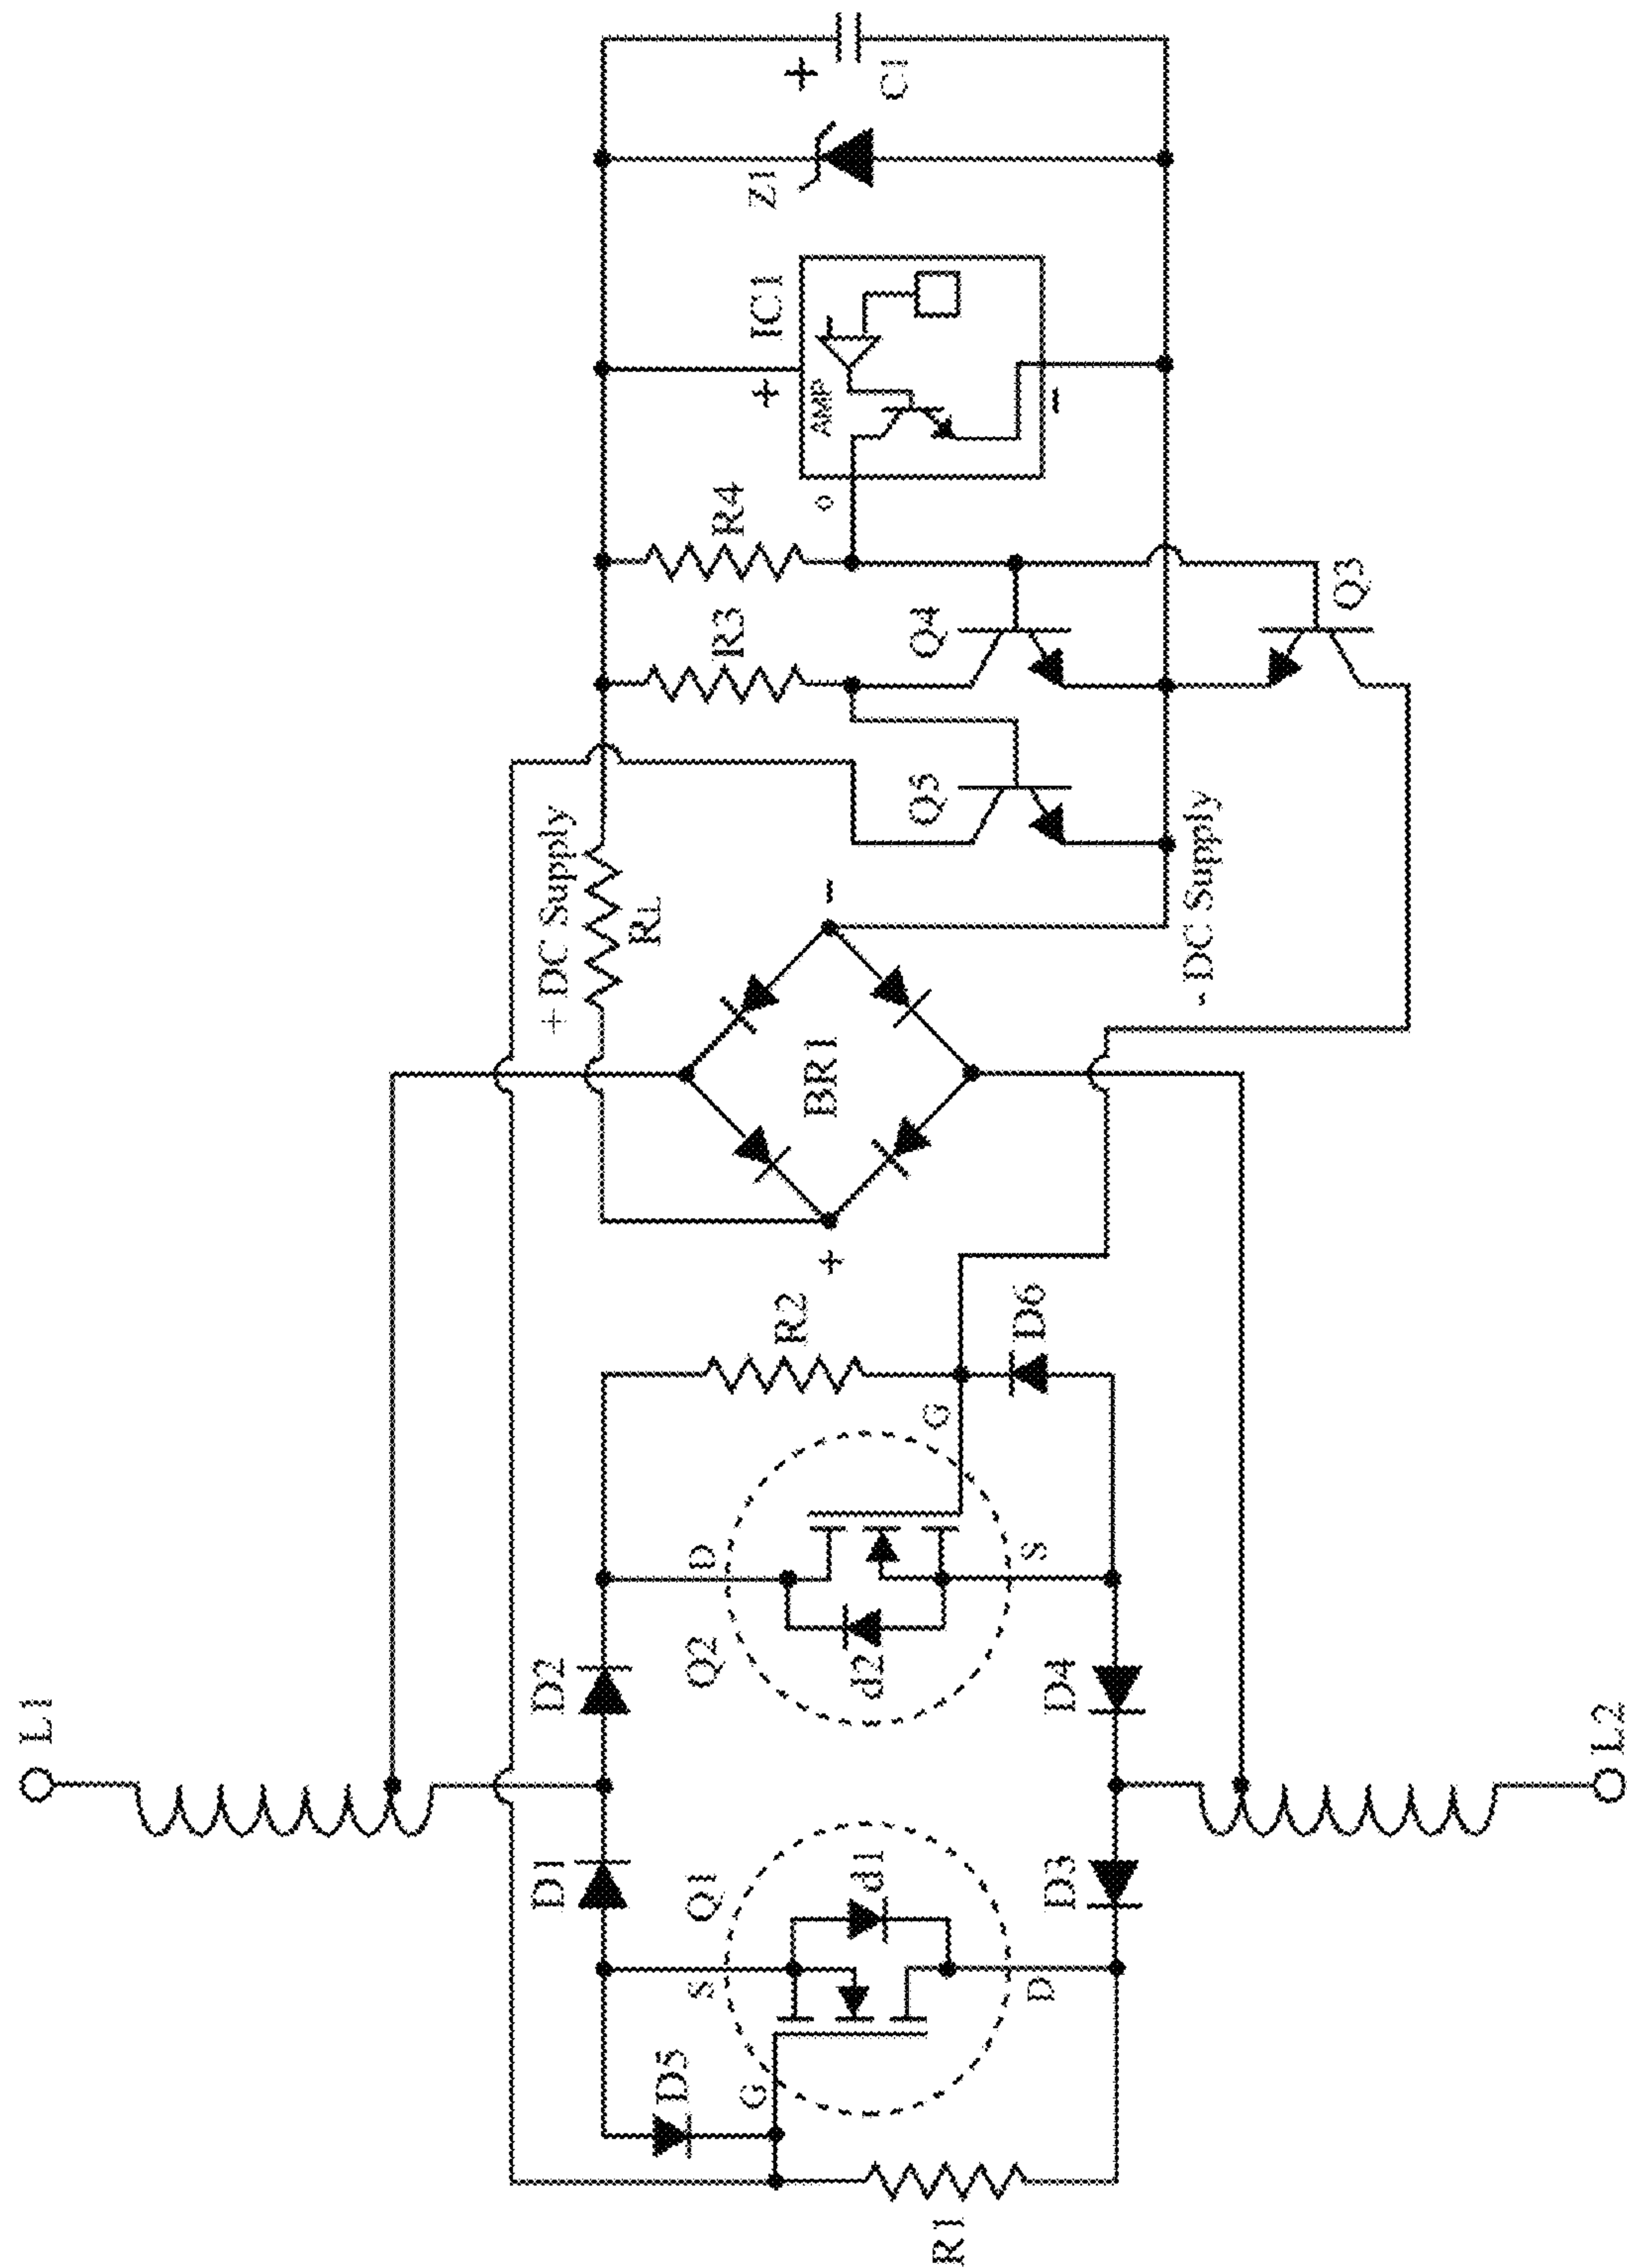 L1
D1
D2
Q1
Q2
S
D
d1
d2
D5
G
G
D
S
R1
D3
D4
D6
R2
L2
+ DC Supply
RL
BR1
+
-
- DC Supply
Q5
R3
R4
Q4
Q3
IC1
+
AMP
-
o
-
Z1
+
C1